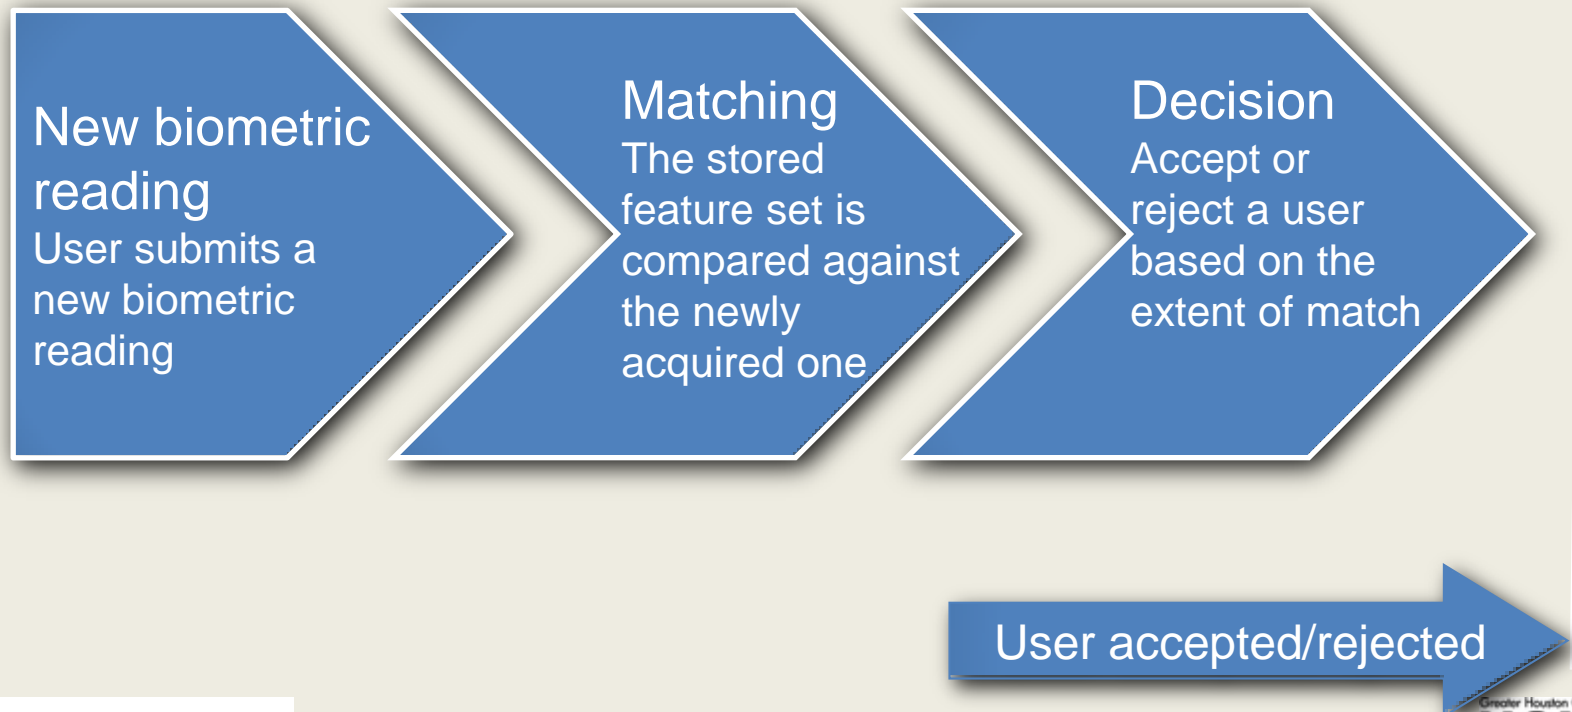 New biometric
reading
User submits a
new biometric
reading
Matching
The stored
feature set is
compared against
the newly
acquired one
Decision
Accept or
reject a user
based on the
extent of match
User accepted/rejected
Greater Houston